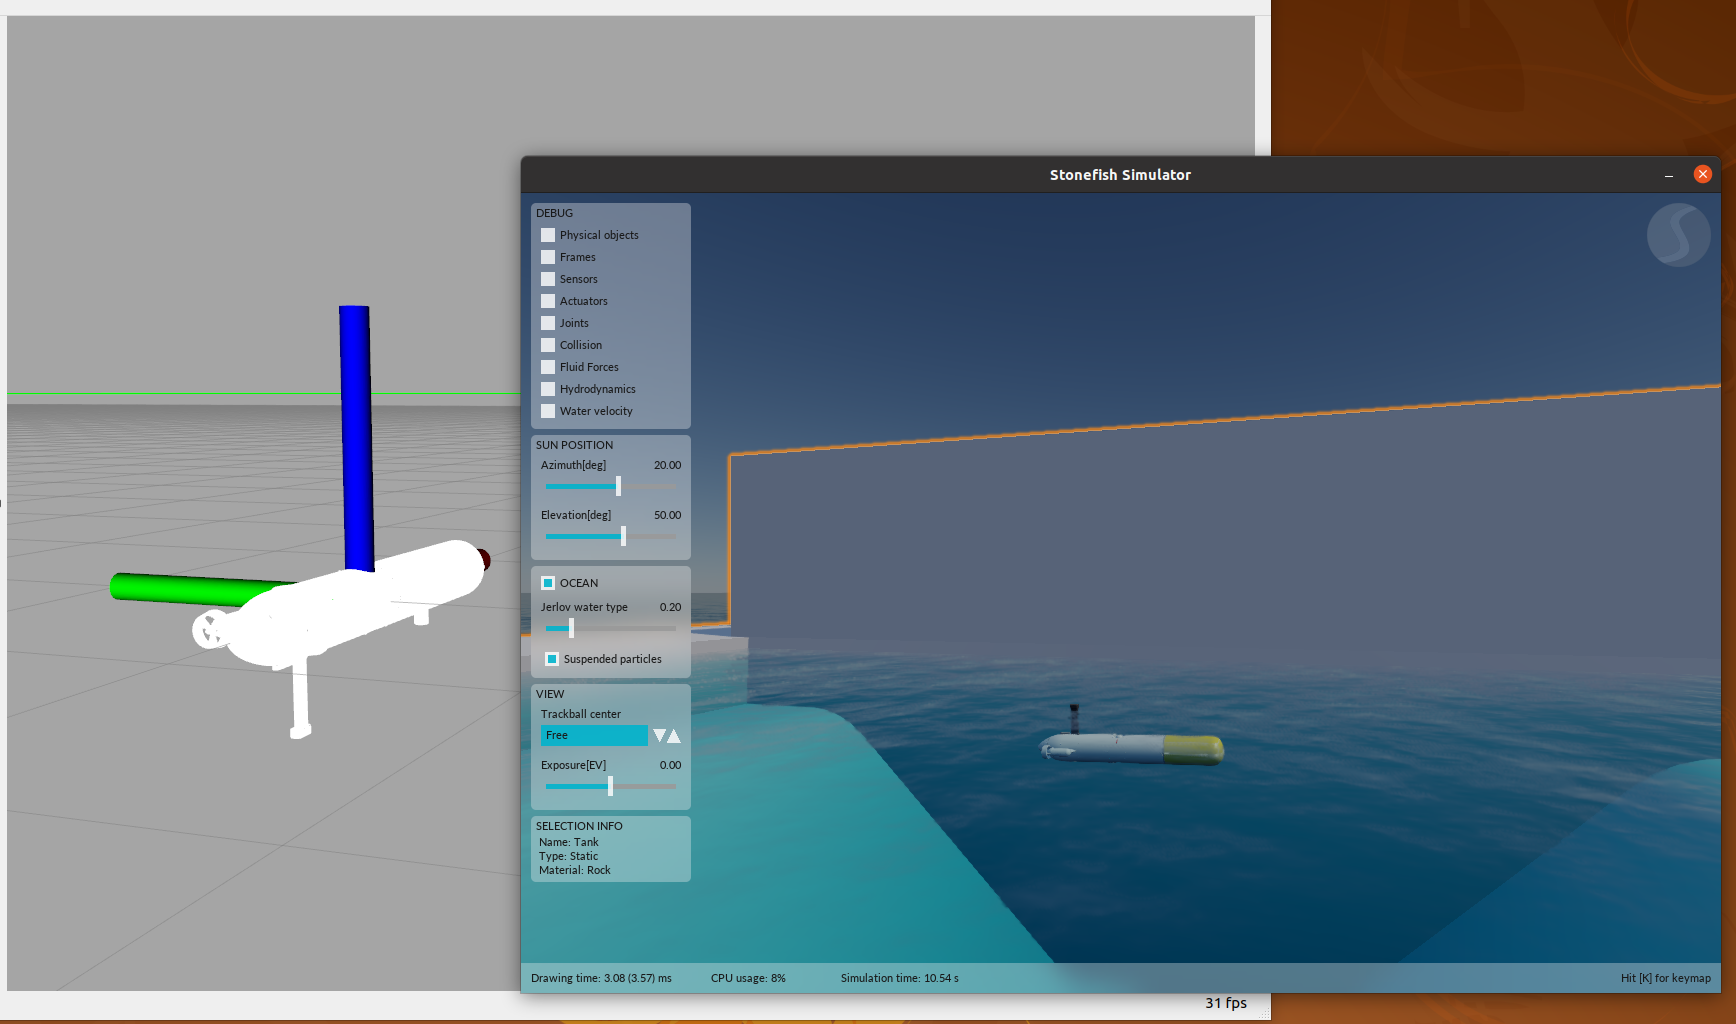 Stonefish Simulator
DEBUG
Physical objects
Frames
Sensors
Actuators
Joints
Collision
Fluid Forces
Hydrodynamics
Water velocity
SUN POSITION
Azimuth[deg] 20.00
Elevation[deg] 50.00
OCEAN
Jerlov water type 0.20
Suspended particles
VIEW
Trackball center
Free
Exposure[EV] 0.00
SELECTION INFO
Name: Tank
Type: Static
Material: Rock
Drawing time: 3.08 (3.57) ms CPU usage: 8% Simulation time: 10.54 s Hit [K] for keymap
31 fps